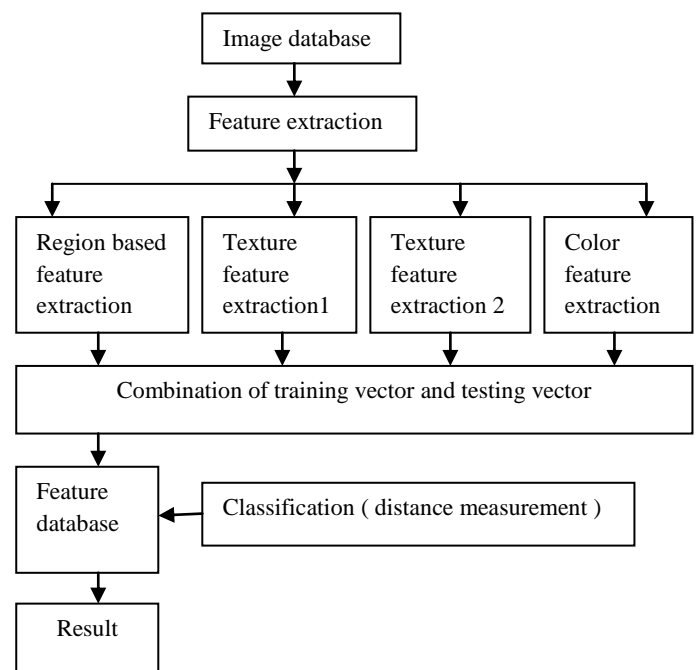 Image database
Feature extraction
Region based
feature
extraction
Texture
feature
extraction1
Texture
feature
extraction 2
Color
feature
extraction
Combination of training vector and testing vector
Feature
database
Classification ( distance measurement )
Result